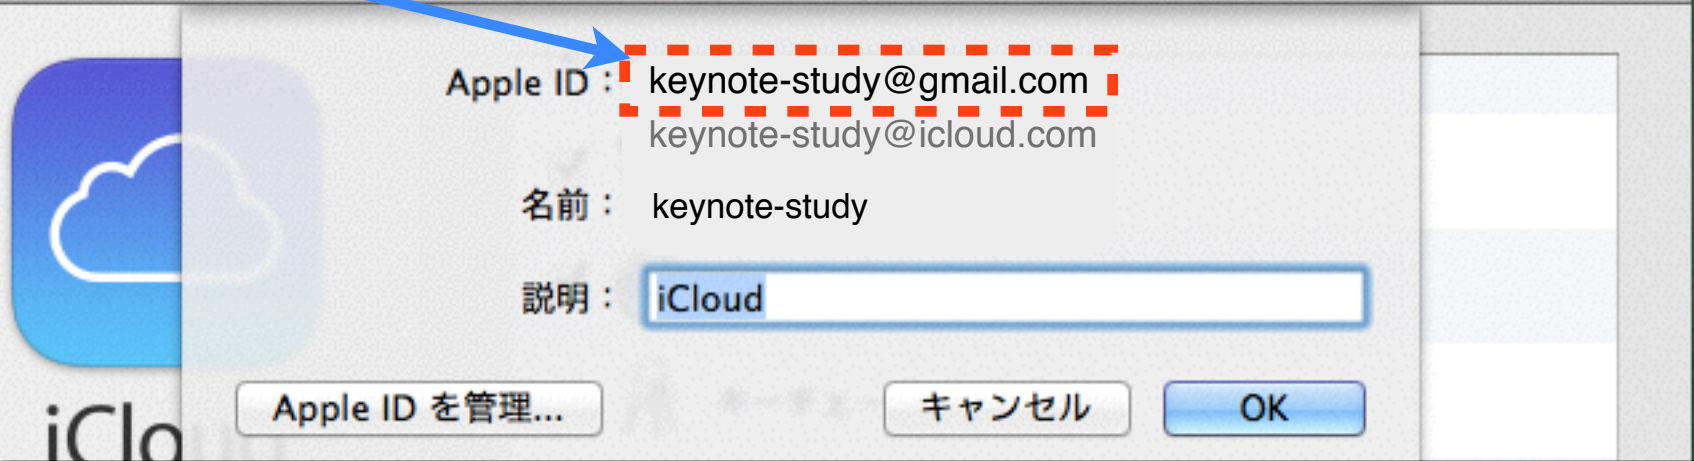 Apple ID： keynote-study@gmail.com
keynote-study@icloud.com
名前： keynote-study
説明： iCloud
Apple ID を管理... キャンセル OK
iCloud